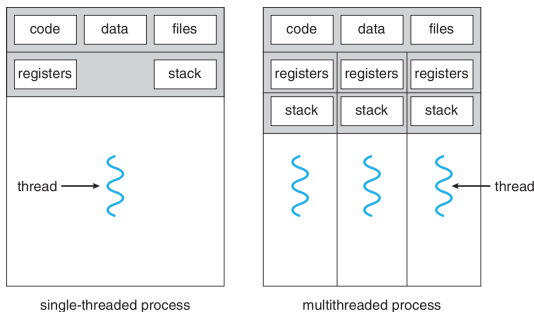 code data files
registers stack
thread
single-threaded process
code data files
registers registers registers
stack stack stack
thread
multithreaded process